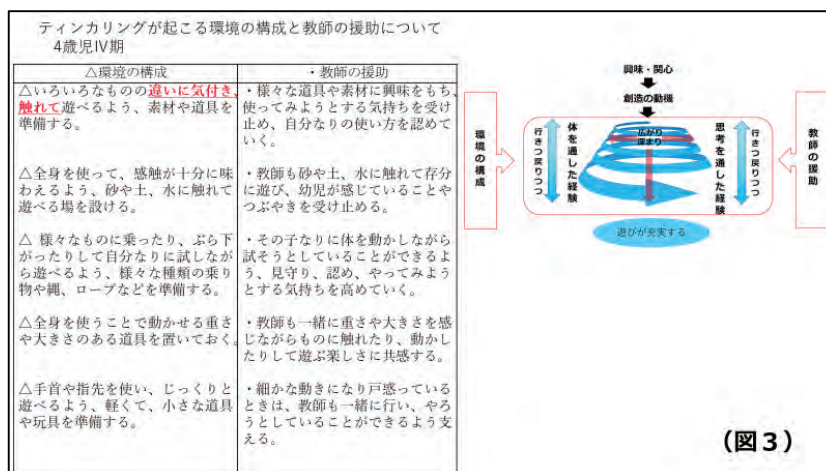 ティンカリングが起こる環境の構成と教師の援助について
4歳児Ⅳ期
△環境の構成
・教師の援助
△いろいろなものの違いに気付き、
触れて遊べるよう、素材や道具を
準備する。
・様々な道具や素材に興味をもち、
使ってみようとする気持ちを受け
止め、自分なりの使い方を認めて
いく。
△全身を使って、感触が十分に味
わえるよう、砂や土、水に触れて
遊べる場を設ける。
・教師も砂や土、水に触れて存分
に遊び、幼児が感じていることや
つぶやきを受け止める。
△ 様々なものに乗ったり、ぶら下
がったりして自分なりに試しなが
ら遊べるよう、様々な種類の乗り
物や縄、ロープなどを準備する。
・その子なりに体を動かしながら
試そうとしていることができるよ
う、見守り、認め、やってみよう
とする気持ちを高めていく。
△全身を使うことで動かせる重さ
や大きさのある道具を置いておく。
・教師も一緒に重さや大きさを感
じながらものに触れたり、動かし
たりして遊ぶ楽しさに共感する。
△手首や指先を使い、じっくりと
遊べるよう、軽くて、小さな道具
や玩具を準備する。
・細かな動きになり戸惑っている
ときは、教師も一緒に行い、やろ
うとしていることができるよう支
える。
興味・関心
創造の動機
環境の構成
行きつ戻りつつ
体を通した経験
広がり
深まり
思考を通した経験
行きつ戻りつつ
教師の援助
遊びが充実する
(図3)